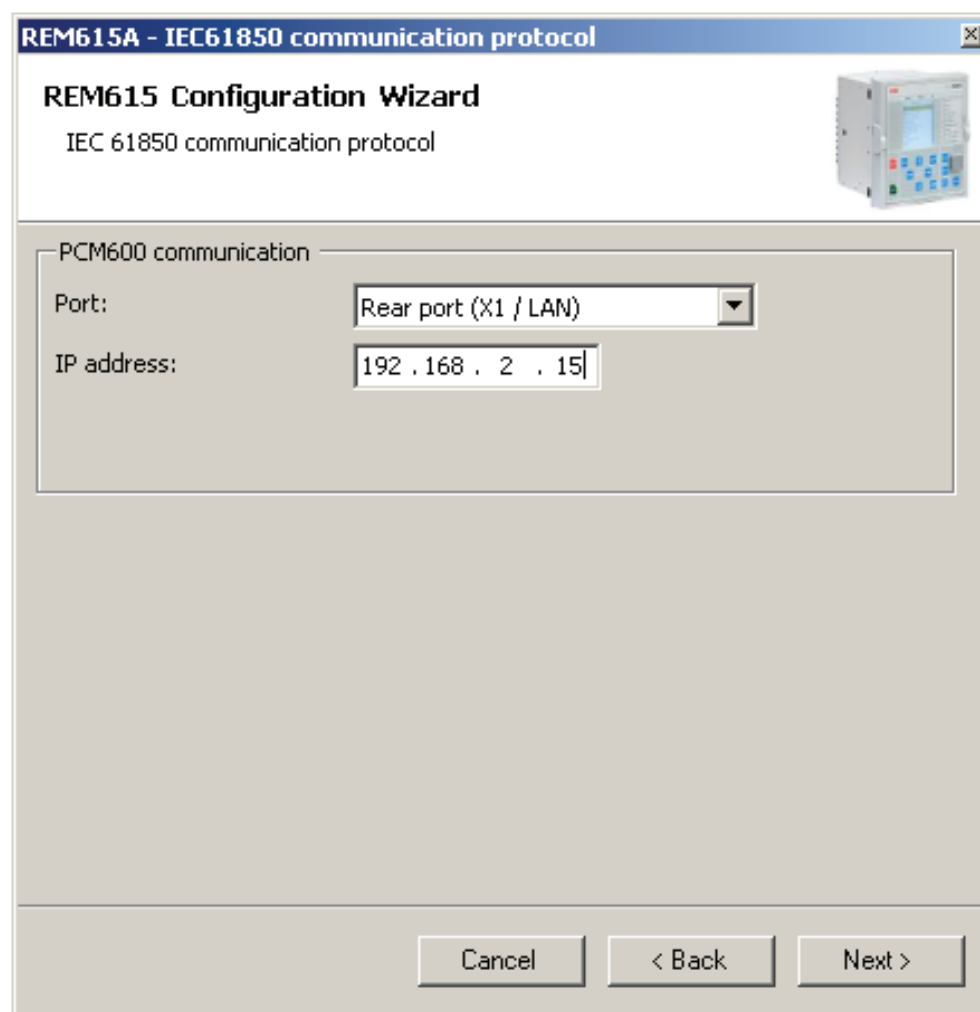 REM615A - IEC61850 communication protocol
REM615 Configuration Wizard
IEC 61850 communication protocol
PCM600 communication
Port:
Rear port (X1 / LAN)
IP address:
192 . 168 . 2 . 15
Cancel
< Back
Next >